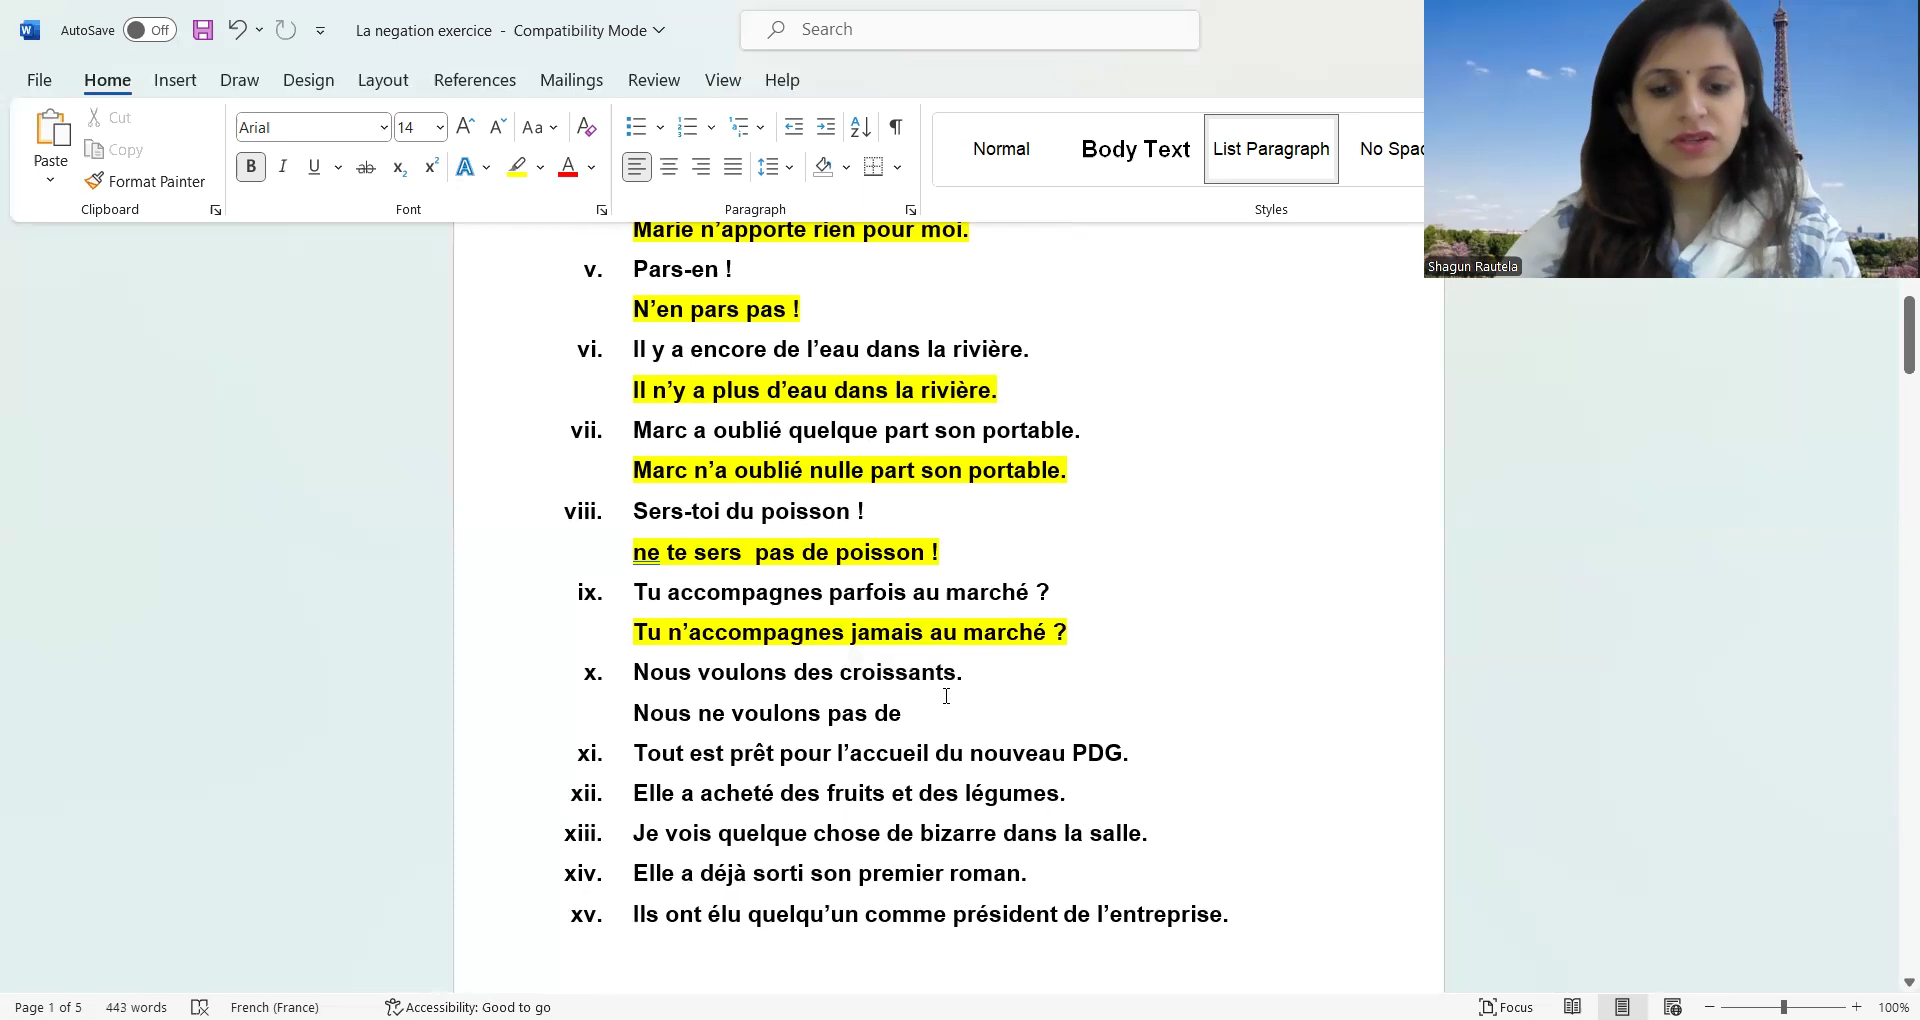 AutoSave Off La negation exercice - Compatibility Mode Search
File Home Insert Draw Design Layout References Mailings Review View Help
Paste Cut Copy Format Painter
Arial 14
Normal Body Text List Paragraph No Spac
Clipboard Font Paragraph Styles
Shagun Rautela
Marie n’apporte rien pour moi.
v. Pars-en !
N’en pars pas !
vi. Il y a encore de l’eau dans la rivière.
Il n’y a plus d’eau dans la rivière.
vii. Marc a oublié quelque part son portable.
Marc n’a oublié nulle part son portable.
viii. Sers-toi du poisson !
ne te sers  pas de poisson !
ix. Tu accompagnes parfois au marché ?
Tu n’accompagnes jamais au marché ?
x. Nous voulons des croissants.
Nous ne voulons pas de
xi. Tout est prêt pour l’accueil du nouveau PDG.
xii. Elle a acheté des fruits et des légumes.
xiii. Je vois quelque chose de bizarre dans la salle.
xiv. Elle a déjà sorti son premier roman.
xv. Ils ont élu quelqu’un comme président de l’entreprise.
Page 1 of 5 443 words French (France) Accessibility: Good to go Focus 100%